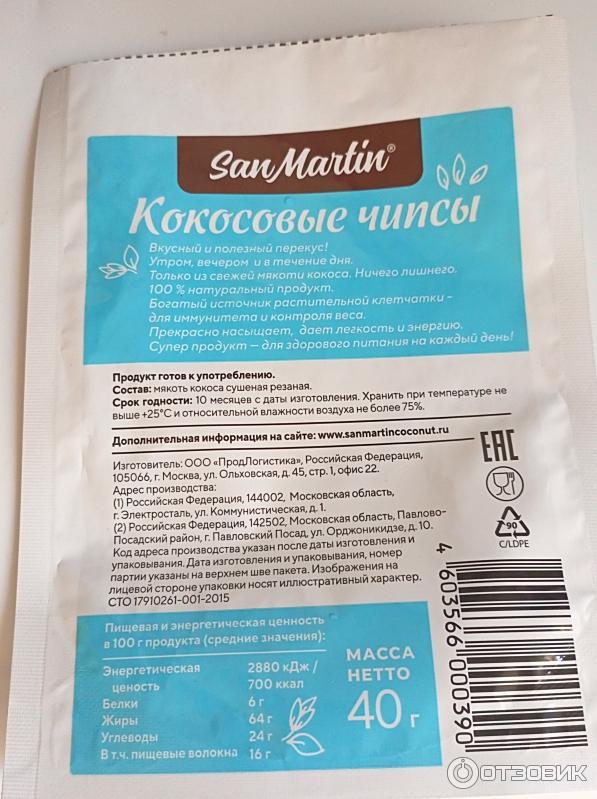 San Martin®
Кокосовые чипсы
Вкусный и полезный перекус!
Утром, вечером и в течение дня.
Только из свежей мякоти кокоса. Ничего лишнего.
100 % натуральный продукт.
Богатый источник растительной клетчатки -
для иммунитета и контроля веса.
Прекрасно насыщает, дает легкость и энергию.
Супер продукт – для здорового питания на каждый день!
Продукт готов к употреблению.
Состав: мякоть кокоса сушеная резаная.
Срок годности: 10 месяцев с даты изготовления. Хранить при температуре не
выше +25°С и относительной влажности воздуха не более 75%.
Дополнительная информация на сайте: www.sanmartincoconut.ru
Изготовитель: ООО «ПродЛогистика», Российская Федерация,
105066, г. Москва, ул. Ольховская, д. 45, стр. 1, офис 22.
Адрес производства:
(1) Российская Федерация, 144002, Московская область,
г. Электросталь, ул. Коммунистическая, д. 1.
(2) Российская Федерация, 142502, Московская область, Павлово-
Посадский район, г. Павловский Посад, ул. Орджоникидзе, д. 10.
Код адреса производства указан после даты изготовления и
упаковывания. Дата изготовления и упаковывания, номер
партии указаны на верхнем шве пакета. Изображения на
лицевой стороне упаковки носят иллюстративный характер.
СТО 17910261-001-2015
EAC
90
C/LDPE
4 603566 000390
Пищевая и энергетическая ценность
в 100 г продукта (средние значения):
Энергетическая 2880 кДж /
ценность 700 ккал
Белки 6 г
Жиры 64 г
Углеводы 24 г
В т.ч. пищевые волокна 16 г
МАССА
НЕТТО
40 г
ОТЗОВИК